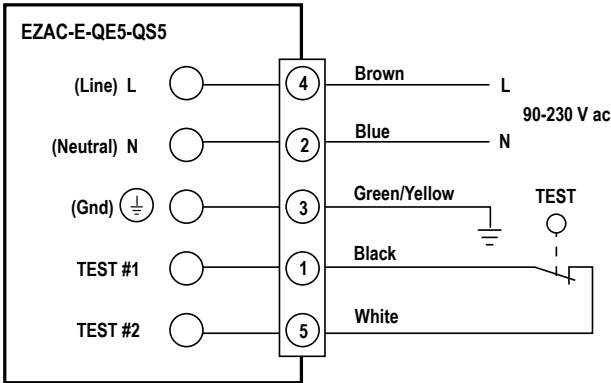 EZAC-E-QE5-QS5
(Line) L 4 Brown L
90-230 V ac
(Neutral) N 2 Blue N
(Gnd) 3 Green/Yellow TEST
TEST #1 1 Black
TEST #2 5 White